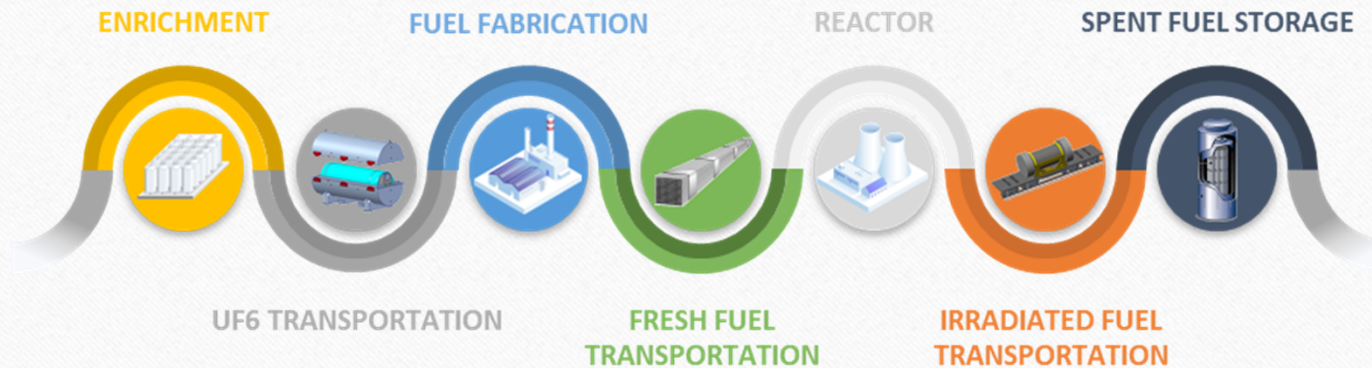 ENRICHMENT
FUEL FABRICATION
REACTOR
SPENT FUEL STORAGE
UF6 TRANSPORTATION
FRESH FUEL
TRANSPORTATION
IRRADIATED FUEL
TRANSPORTATION